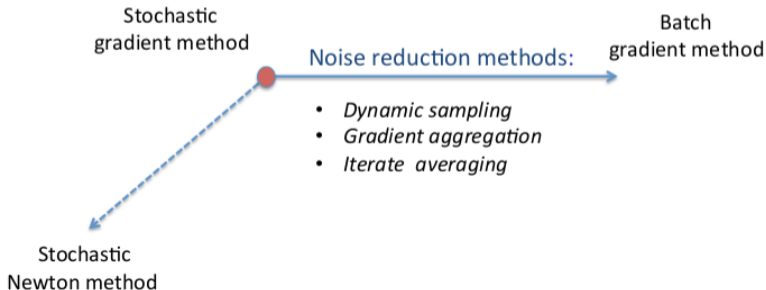 Stochastic
gradient method
Batch
gradient method
Noise reduction methods:
• Dynamic sampling
• Gradient aggregation
• Iterate averaging
Stochastic
Newton method